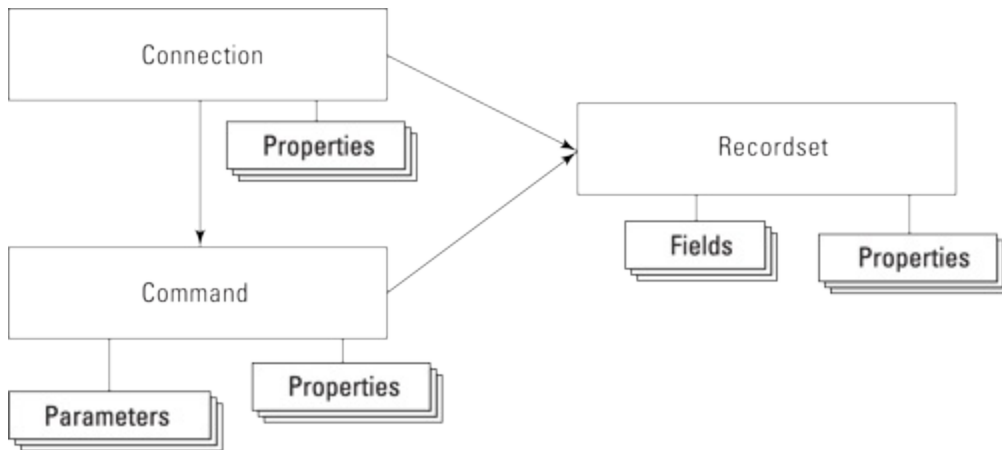 Connection
Properties
Recordset
Fields
Properties
Command
Properties
Parameters